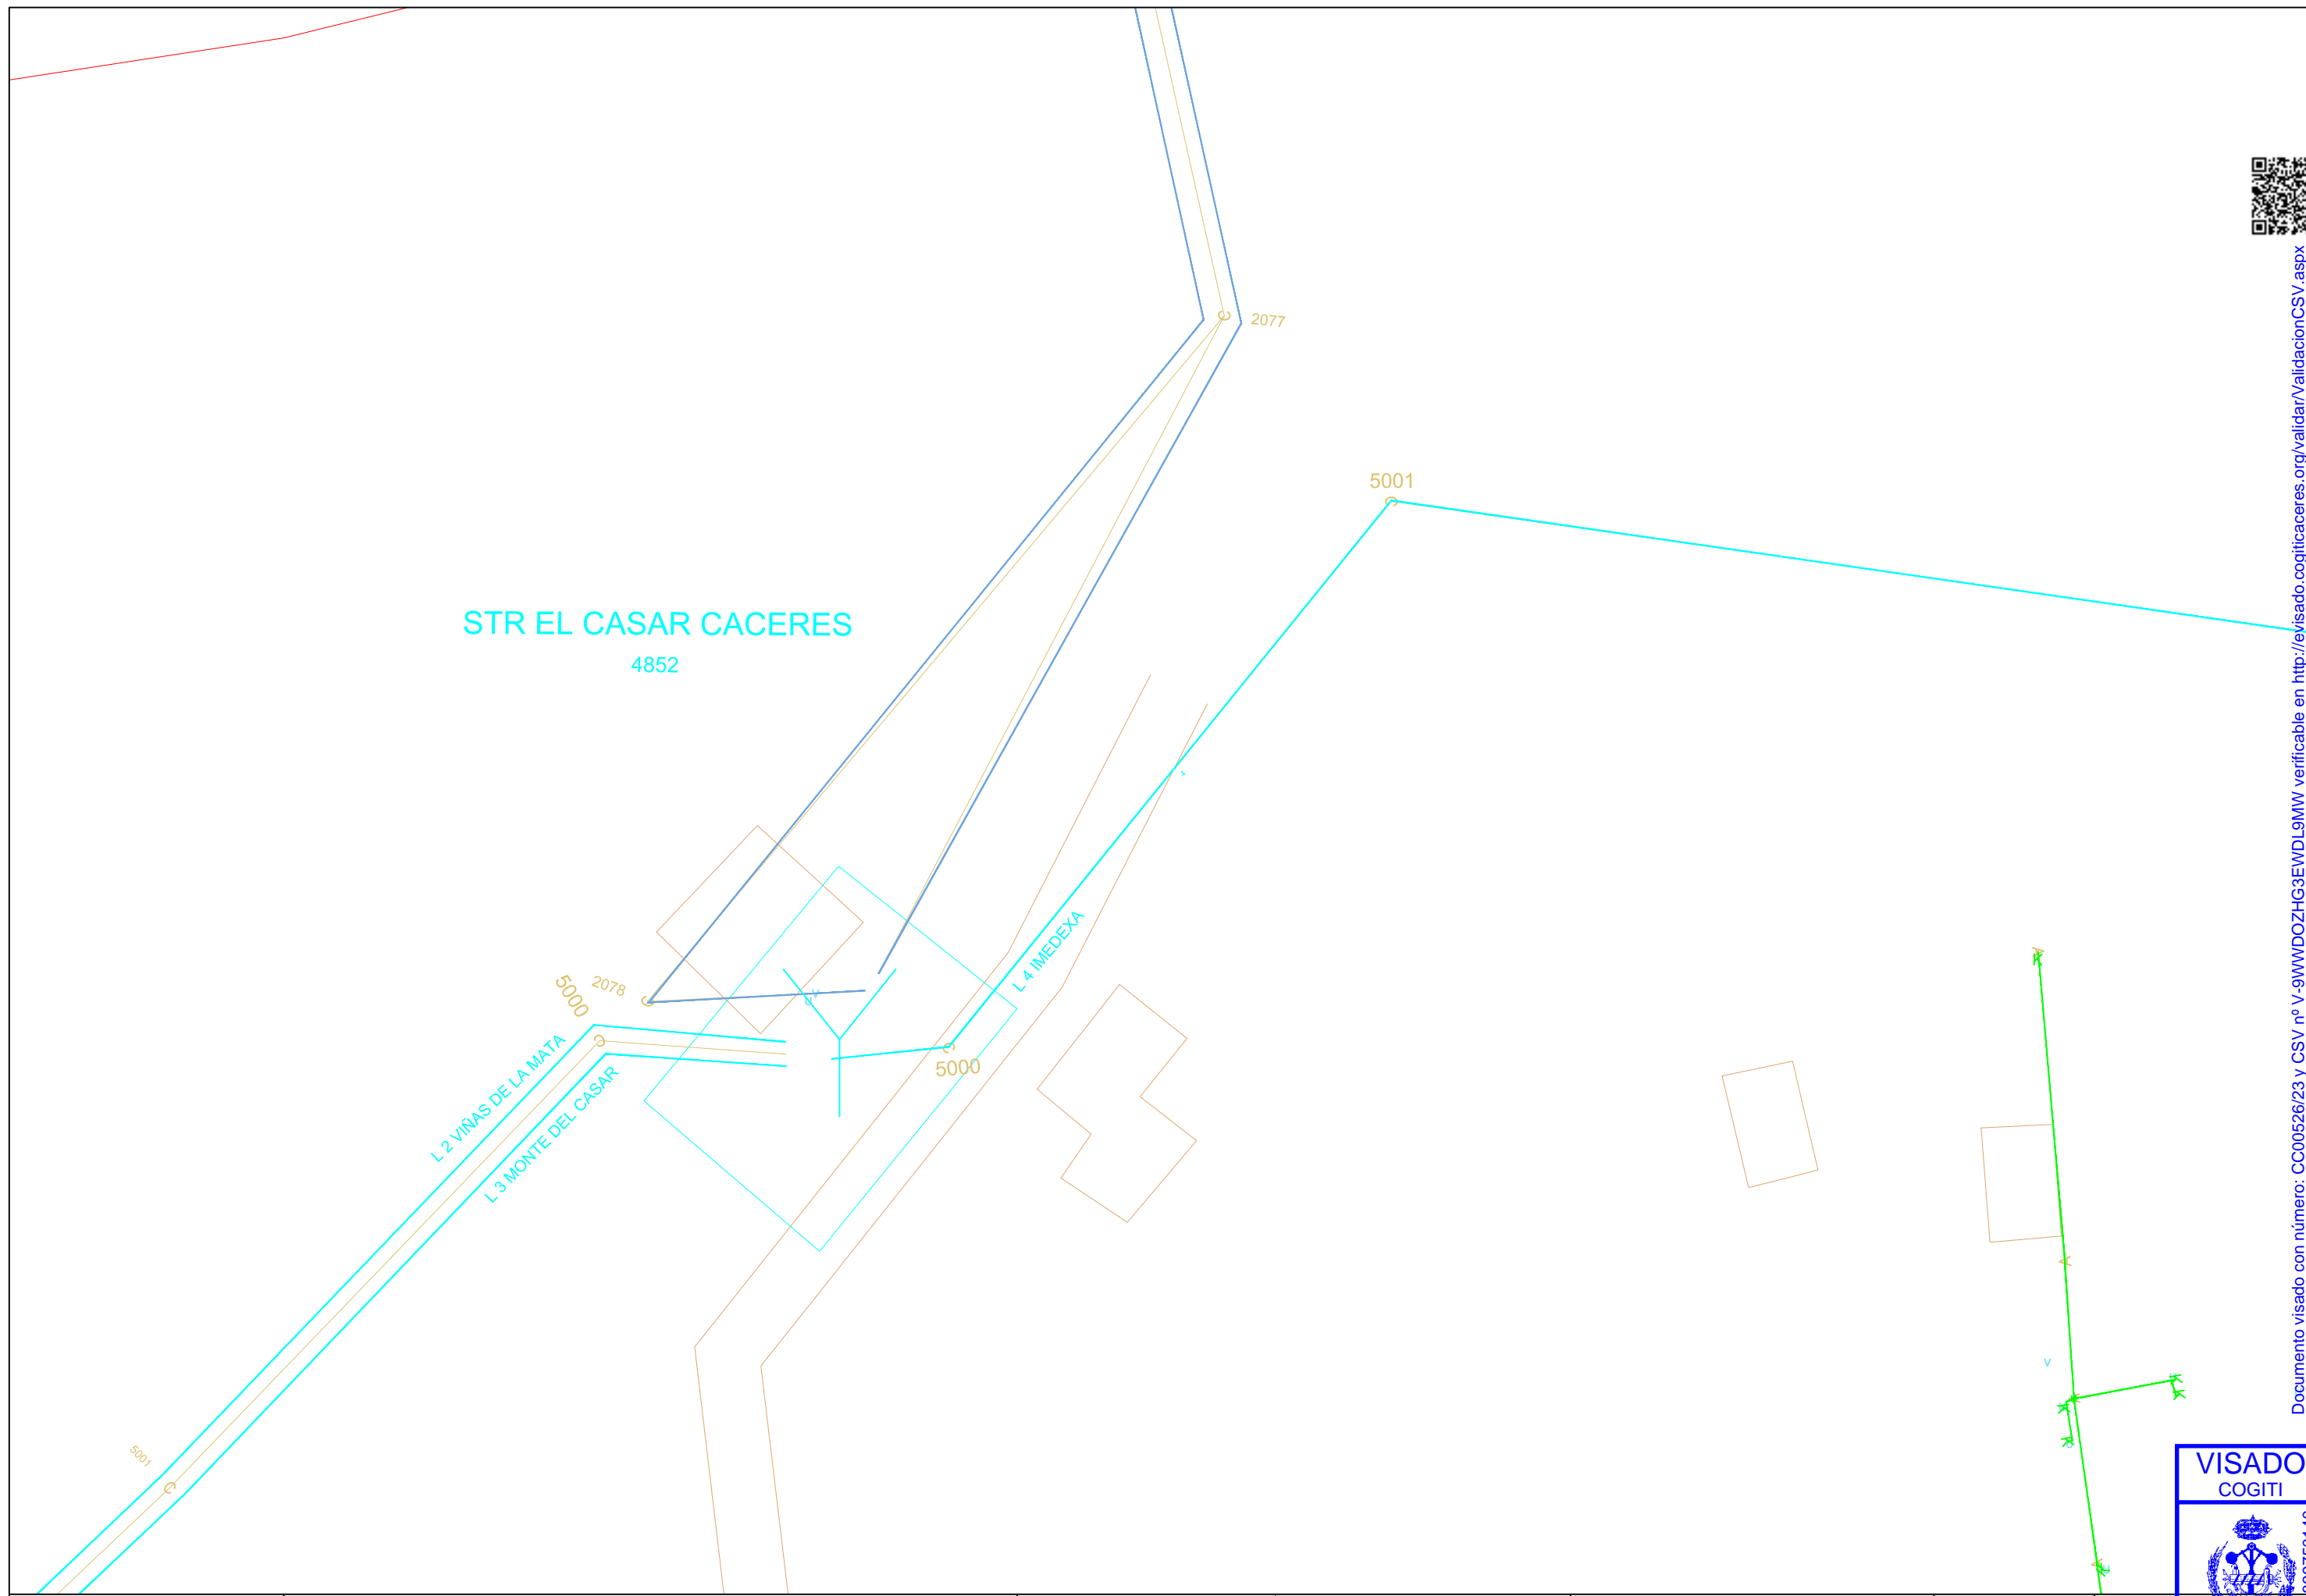 2077
5001
STR EL CASAR CACERES
4852
4
L 4 IMEDEXA
5000
2078
5000
L 2 VIÑAS DE LA MATA
L 3 MONTE DEL CASAR
5001
Documento visado con número: CC00526/23 y CSV nº V-9WWDOZHG3EWDL9MW verificable en http://evisado.cogiticaceres.org/validar/ValidacionCSV.aspx
VISADO
COGITI